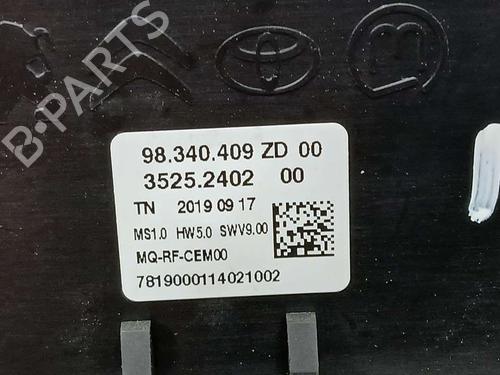 B-PARTS
98.340.409 ZD 00
3525.2402 00
TN 2019 09 17
MS1.0 HW5.0 SWV9.00
MQ-RF-CEM00
7819000114021002